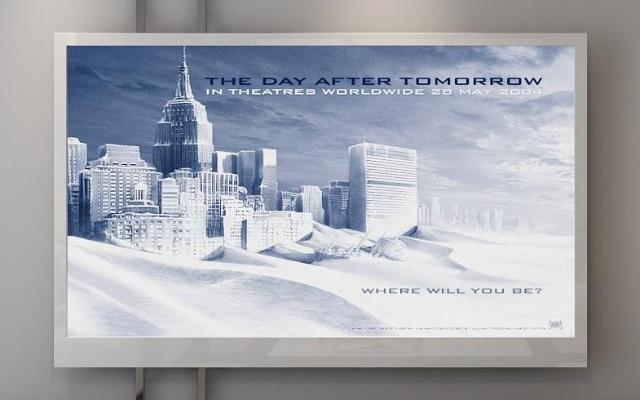 THE DAY AFTER TOMORROW
IN THEATRES WORLDWIDE 28 MAY 2004
WHERE WILL YOU BE?